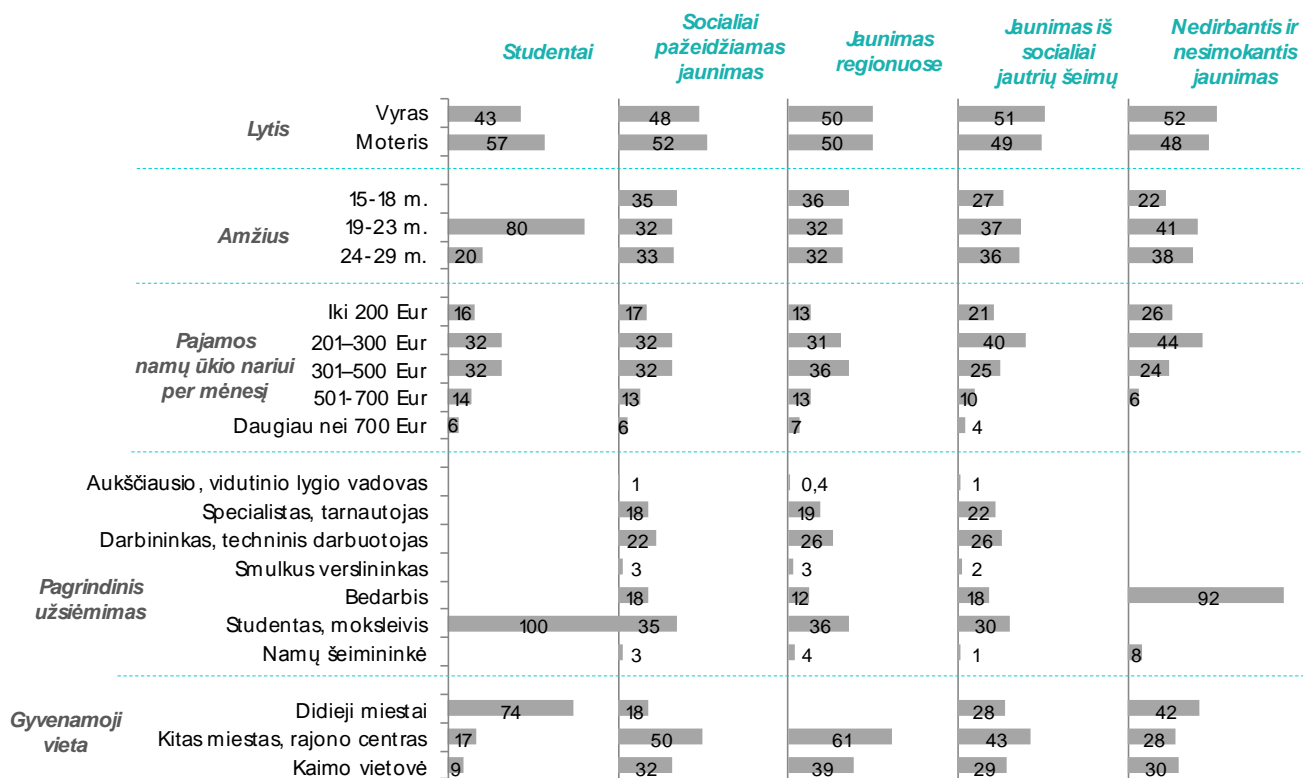 Studentai
Socialiai
pažeidžiamas
jaunimas
Jaunimas
regionuose
Jaunimas iš
socialiai
jautrių šeimų
Nedirbantis ir
nesimokantis
jaunimas
Lytis
Vyras 43 48 50 51 52
Moteris 57 52 50 49 48
Amžius
15-18 m. 35 36 27 22
19-23 m. 80 32 32 37 41
24-29 m. 20 33 32 36 38
Pajamos
namų ūkio nariui
per mėnesį
Iki 200 Eur 16 17 13 21 26
201–300 Eur 32 32 31 40 44
301–500 Eur 32 32 36 25 24
501-700 Eur 14 13 13 10 6
Daugiau nei 700 Eur 6 6 7 4
Pagrindinis
užsiėmimas
Aukščiausio, vidutinio lygio vadovas 1 0,4 1
Specialistas, tarnautojas 18 19 22
Darbininkas, techninis darbuotojas 22 26 26
Smulkus verslininkas 3 3 2
Bedarbis 18 12 18 92
Studentas, moksleivis 100 35 36 30
Namų šeimininkė 3 4 1 8
Gyvenamoji
vieta
Didieji miestai 74 18 28 42
Kitas miestas, rajono centras 17 50 61 43 28
Kaimo vietovė 9 32 39 29 30